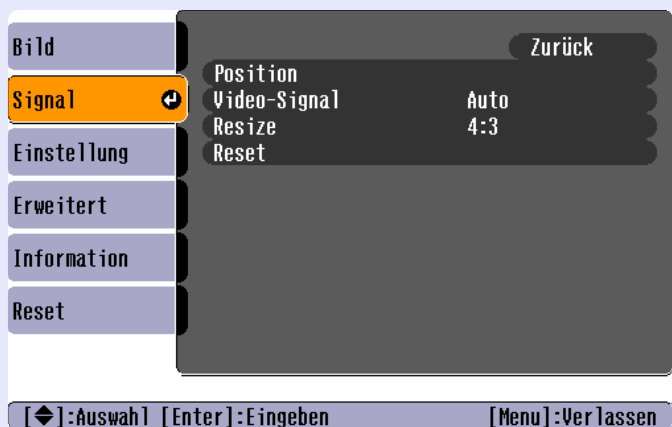 Bild
Signal
Einstellung
Erweitert
Information
Reset
Zurück
Position
Video-Signal Auto
Resize 4:3
Reset
[◆]:Auswahl [Enter]:Eingeben [Menu]:Verlassen